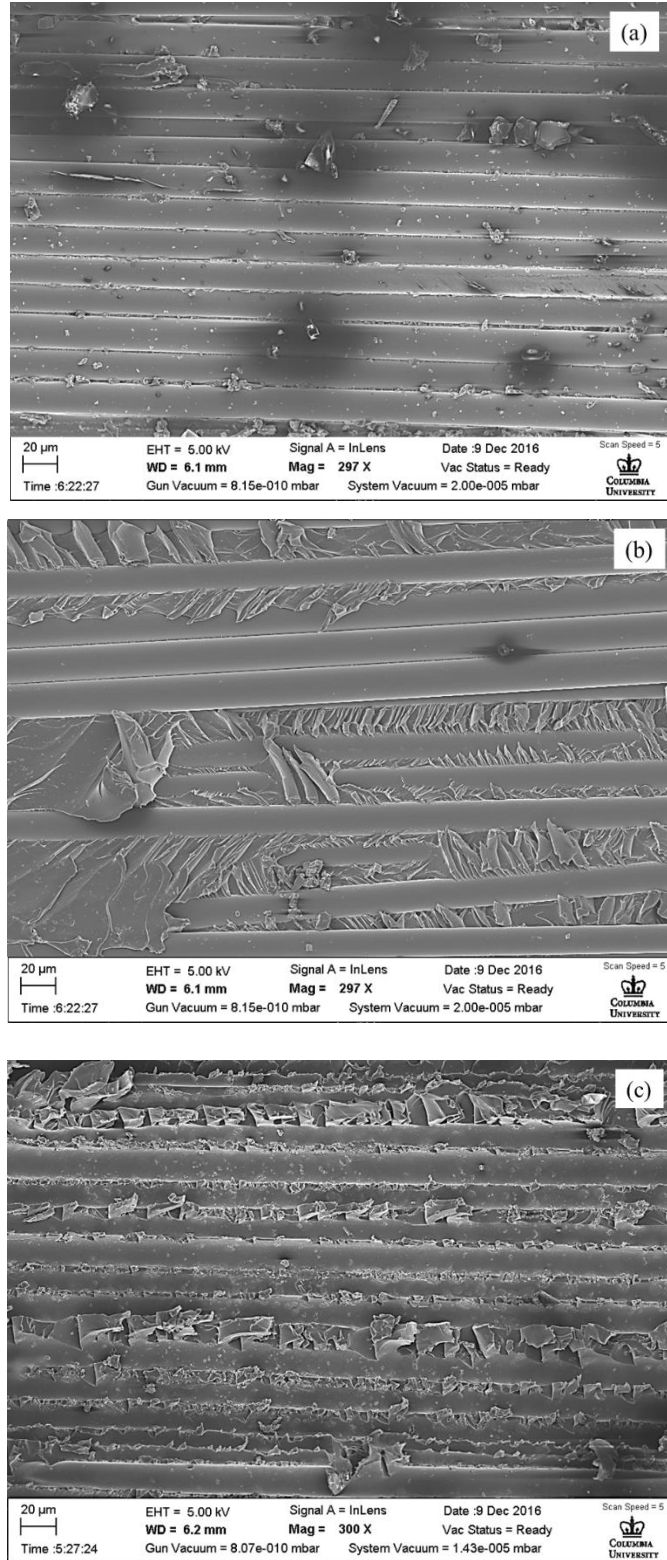 (a)
20 µm EHT = 5.00 kV Signal A = InLens Date :9 Dec 2016 Scan Speed = 5
WD = 6.1 mm Mag = 297 X Vac Status = Ready
Time :6:22:27 Gun Vacuum = 8.15e-010 mbar System Vacuum = 2.00e-005 mbar
COLUMBIA
UNIVERSITY
(b)
20 µm EHT = 5.00 kV Signal A = InLens Date :9 Dec 2016 Scan Speed = 5
WD = 6.1 mm Mag = 297 X Vac Status = Ready
Time :6:22:27 Gun Vacuum = 8.15e-010 mbar System Vacuum = 2.00e-005 mbar
COLUMBIA
UNIVERSITY
(c)
20 µm EHT = 5.00 kV Signal A = InLens Date :9 Dec 2016 Scan Speed = 5
WD = 6.2 mm Mag = 300 X Vac Status = Ready
Time :5:27:24 Gun Vacuum = 8.07e-010 mbar System Vacuum = 1.43e-005 mbar
COLUMBIA
UNIVERSITY